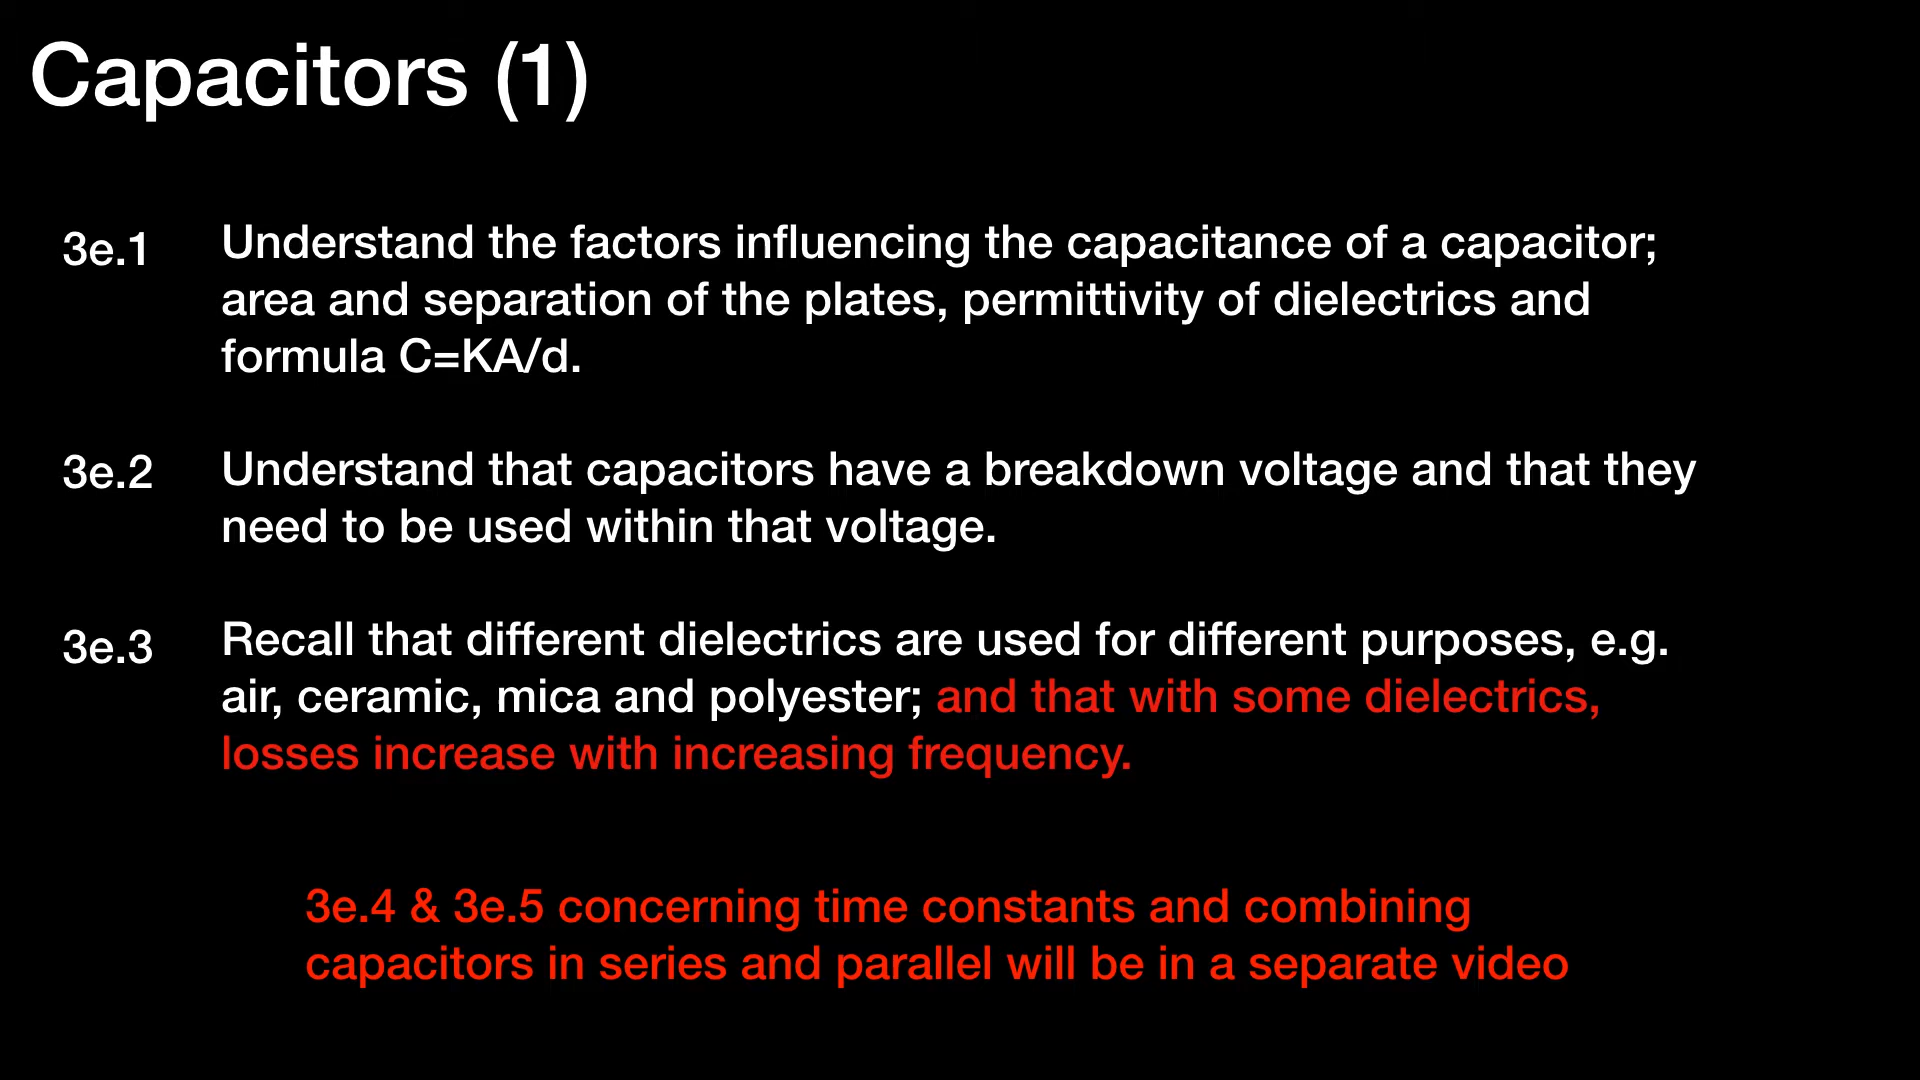 Capacitors (1)
3e.1 Understand the factors influencing the capacitance of a capacitor;
area and separation of the plates, permittivity of dielectrics and
formula C=KA/d.
3e.2 Understand that capacitors have a breakdown voltage and that they
need to be used within that voltage.
3e.3 Recall that different dielectrics are used for different purposes, e.g.
air, ceramic, mica and polyester; and that with some dielectrics,
losses increase with increasing frequency.
3e.4 & 3e.5 concerning time constants and combining
capacitors in series and parallel will be in a separate video